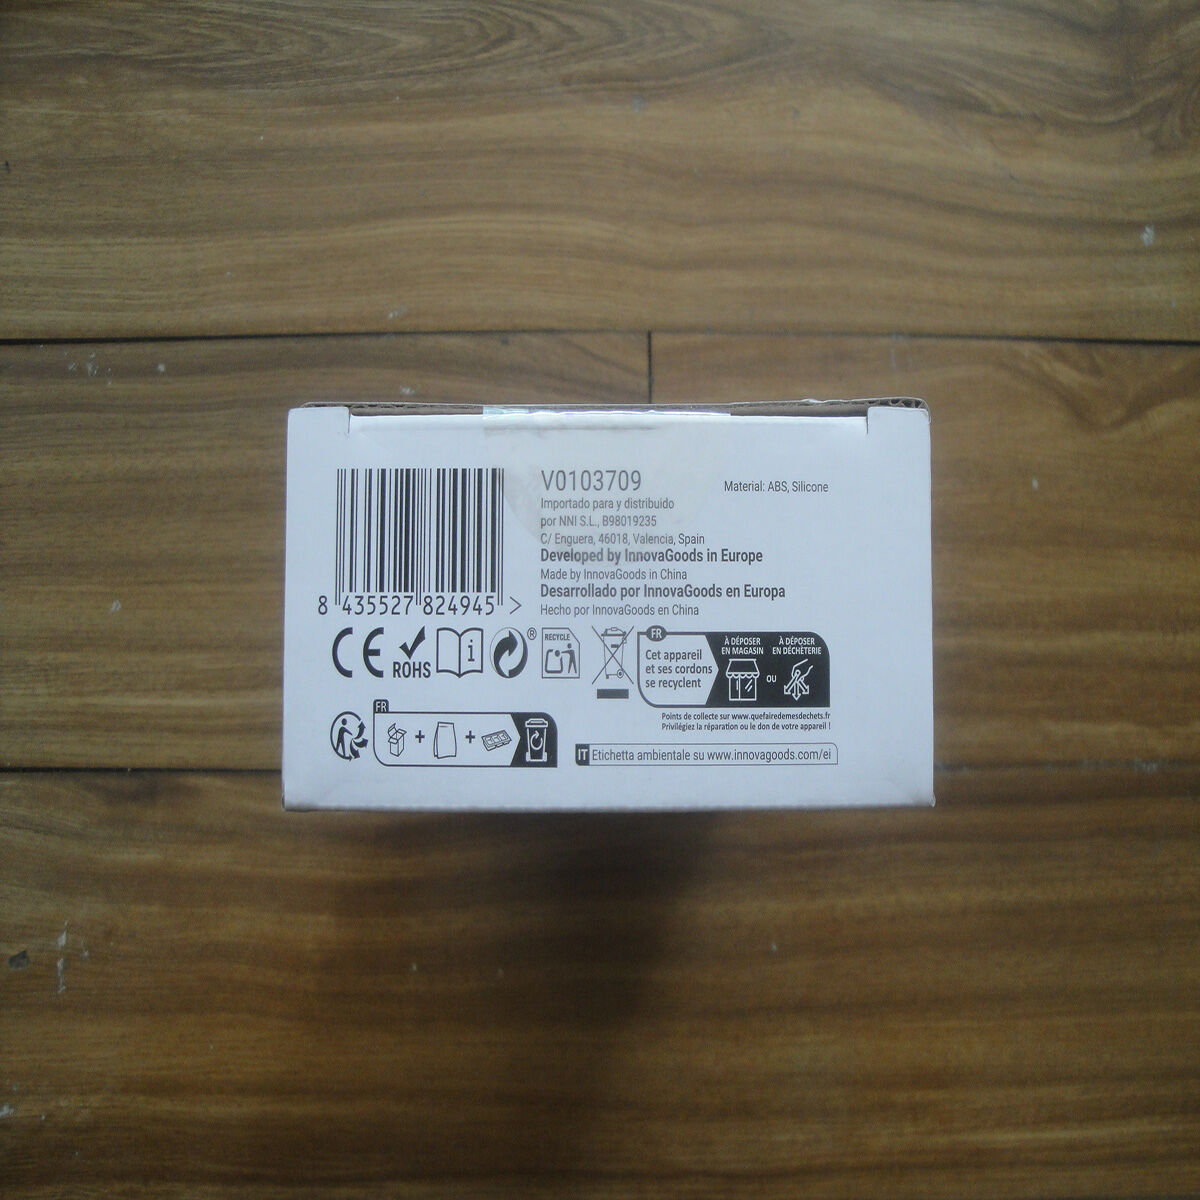 V0103709
Importado para y distribuido
por NNI S.L., B98019235
C/ Enguera, 46018, Valencia, Spain
Developed by InnovaGoods in Europe
Made by InnovaGoods in China
Desarrollado por InnovaGoods en Europa
Hecho por InnovaGoods en China
Material: ABS, Silicone
8 435527 824945 >
CE
ROHS
i
®
RECYCLE
FR
Cet appareil
et ses cordons
se recyclent
À DÉPOSER
EN MAGASIN
OU
À DÉPOSER
EN DÉCHÈTERIE
Points de collecte sur www.quefairedemesdechets.fr
Privilégiez la réparation ou le don de votre appareil !
FR
+ +
IT Etichetta ambientale su www.innovagoods.com/ei